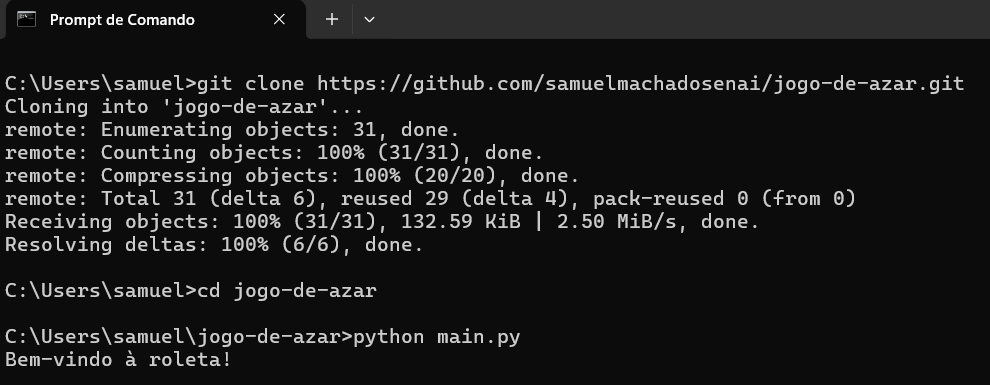 Prompt de Comando
C:\Users\samuel>git clone https://github.com/samuelmachadosenai/jogo-de-azar.git
Cloning into 'jogo-de-azar'...
remote: Enumerating objects: 31, done.
remote: Counting objects: 100% (31/31), done.
remote: Compressing objects: 100% (20/20), done.
remote: Total 31 (delta 6), reused 29 (delta 4), pack-reused 0 (from 0)
Receiving objects: 100% (31/31), 132.59 KiB | 2.50 MiB/s, done.
Resolving deltas: 100% (6/6), done.
C:\Users\samuel>cd jogo-de-azar
C:\Users\samuel\jogo-de-azar>python main.py
Bem-vindo à roleta!